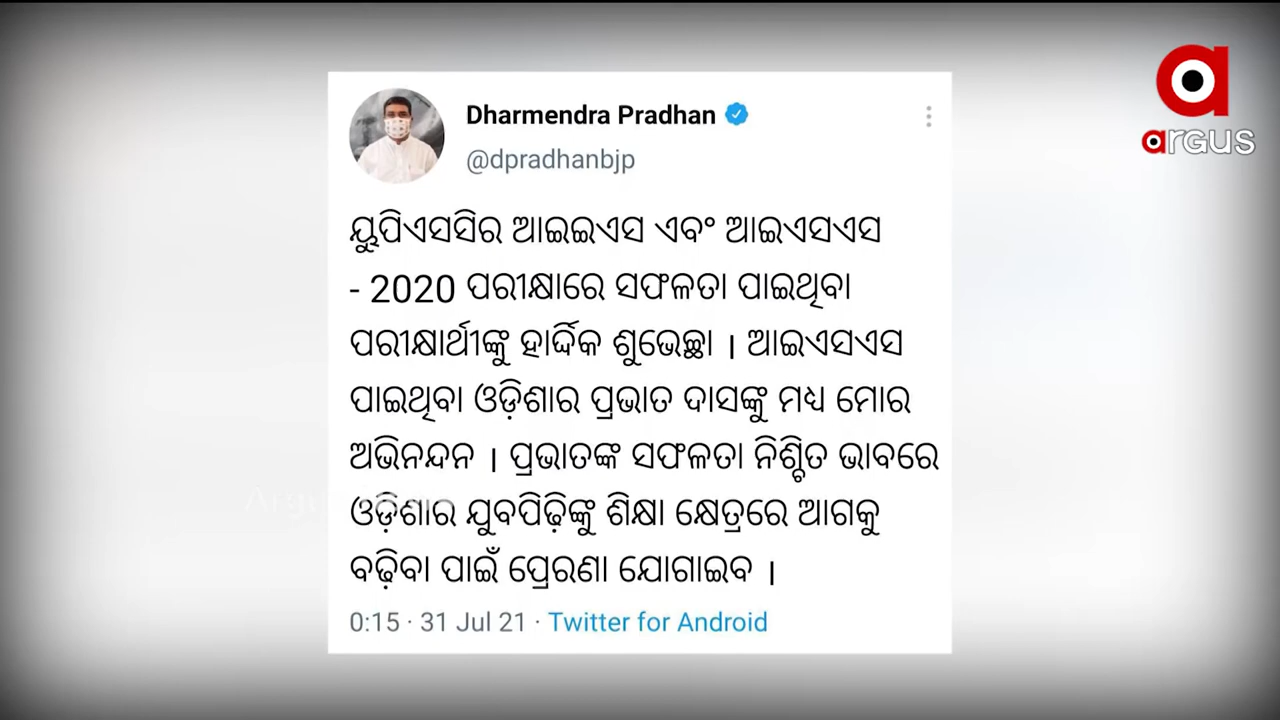 argus
Dharmendra Pradhan
@dpradhanbjp
ୟୁପିଏସସିର ଆଇଇଏସ ଏବଂ ଆଇଏସଏସ
- 2020 ପରୀକ୍ଷାରେ ସଫଳତା ପାଇଥିବା
ପରୀକ୍ଷାର୍ଥୀଙ୍କୁ ହାର୍ଦ୍ଦିକ ଶୁଭେଚ୍ଛା । ଆଇଏସଏସ
ପାଇଥିବା ଓଡ଼ିଶାର ପ୍ରଭାତ ଦାସଙ୍କୁ ମଧ୍ୟ ମୋର
ଅଭିନନ୍ଦନ । ପ୍ରଭାତଙ୍କ ସଫଳତା ନିଶ୍ଚିତ ଭାବରେ
ଓଡ଼ିଶାର ଯୁବପିଢ଼ିଙ୍କୁ ଶିକ୍ଷା କ୍ଷେତ୍ରରେ ଆଗକୁ
ବଢ଼ିବା ପାଇଁ ପ୍ରେରଣା ଯୋଗାଇବ ।
0:15 · 31 Jul 21 · Twitter for Android